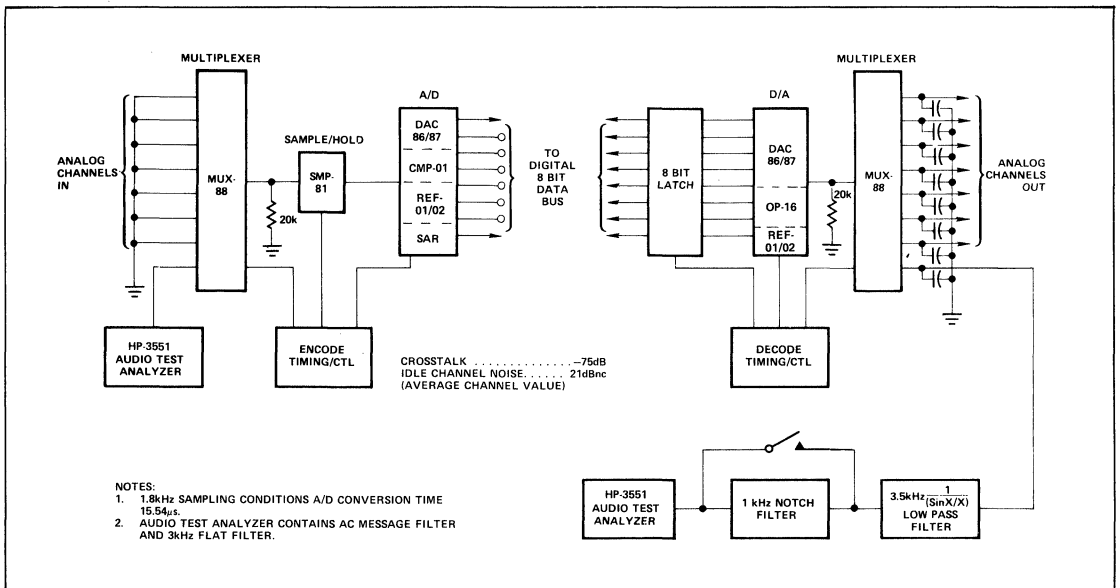 MULTIPLEXER
ANALOG
CHANNELS
IN
MUX-
88
20k
SAMPLE/HOLD
SMP-
81
A/D
DAC
86/87
CMP-01
REF-
01/02
SAR
TO
DIGITAL
8 BIT
DATA
BUS
8 BIT
LATCH
D/A
DAC
86/87
OP-16
REF-
01/02
20k
MULTIPLEXER
MUX-
88
ANALOG
CHANNELS
OUT
HP-3551
AUDIO TEST
ANALYZER
ENCODE
TIMING/CTL
CROSSTALK . . . . . . . . . . . . . . –75dB
IDLE CHANNEL NOISE. . . . . . 21dBnc
(AVERAGE CHANNEL VALUE)
DECODE
TIMING/CTL
NOTES:
1. 1.8kHz SAMPLING CONDITIONS A/D CONVERSION TIME
15.54µs.
2. AUDIO TEST ANALYZER CONTAINS AC MESSAGE FILTER
AND 3kHz FLAT FILTER.
HP-3551
AUDIO TEST
ANALYZER
1 kHz NOTCH
FILTER
3.5kHz 1/(SinX/X)
LOW PASS
FILTER